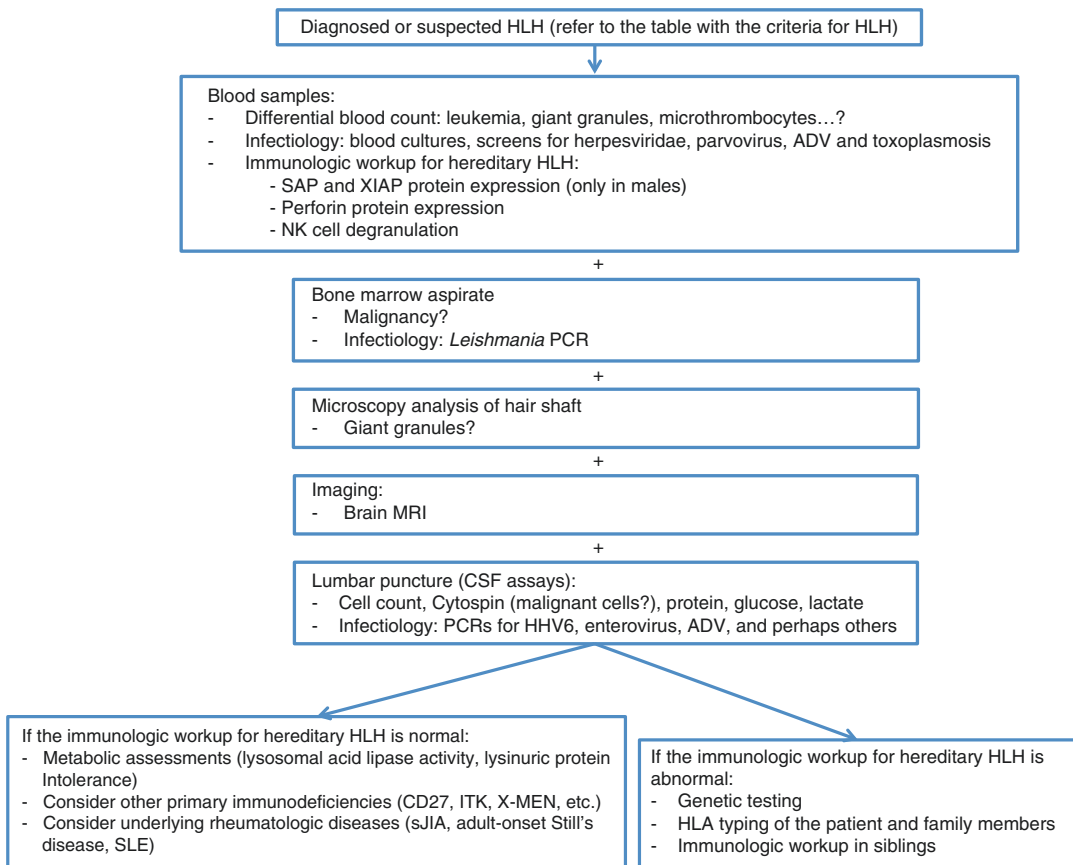 Diagnosed or suspected HLH (refer to the table with the criteria for HLH)
Blood samples:
- Differential blood count: leukemia, giant granules, microthrombocytes…?
- Infectiology: blood cultures, screens for herpesviridae, parvovirus, ADV and toxoplasmosis
- Immunologic workup for hereditary HLH:
- SAP and XIAP protein expression (only in males)
- Perforin protein expression
- NK cell degranulation
+
Bone marrow aspirate
- Malignancy?
- Infectiology: Leishmania PCR
+
Microscopy analysis of hair shaft
- Giant granules?
+
Imaging:
- Brain MRI
+
Lumbar puncture (CSF assays):
- Cell count, Cytospin (malignant cells?), protein, glucose, lactate
- Infectiology: PCRs for HHV6, enterovirus, ADV, and perhaps others
If the immunologic workup for hereditary HLH is normal:
- Metabolic assessments (lysosomal acid lipase activity, lysinuric protein
Intolerance)
- Consider other primary immunodeficiencies (CD27, ITK, X-MEN, etc.)
- Consider underlying rheumatologic diseases (sJIA, adult-onset Still's
disease, SLE)
If the immunologic workup for hereditary HLH is
abnormal:
- Genetic testing
- HLA typing of the patient and family members
- Immunologic workup in siblings